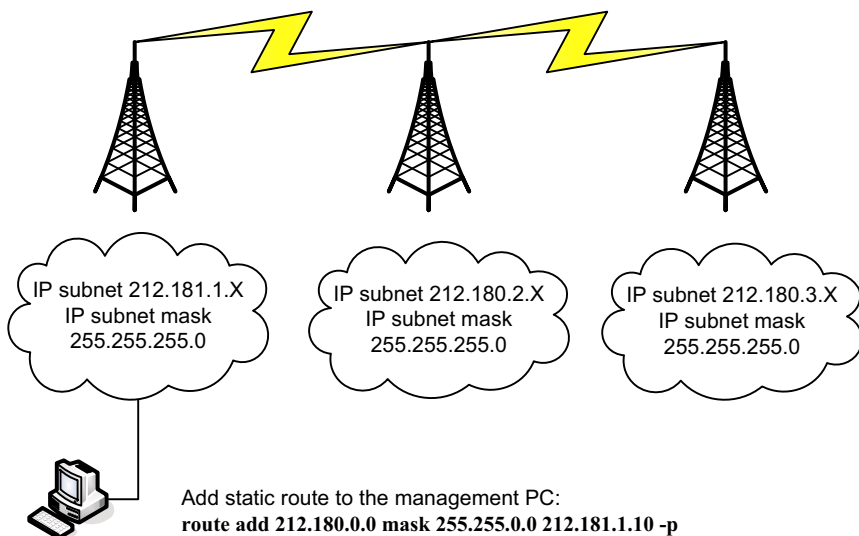 IP subnet 212.181.1.X
IP subnet mask
255.255.255.0
IP subnet 212.180.2.X
IP subnet mask
255.255.255.0
IP subnet 212.180.3.X
IP subnet mask
255.255.255.0
Add static route to the management PC:
route add 212.180.0.0 mask 255.255.0.0 212.181.1.10 -p